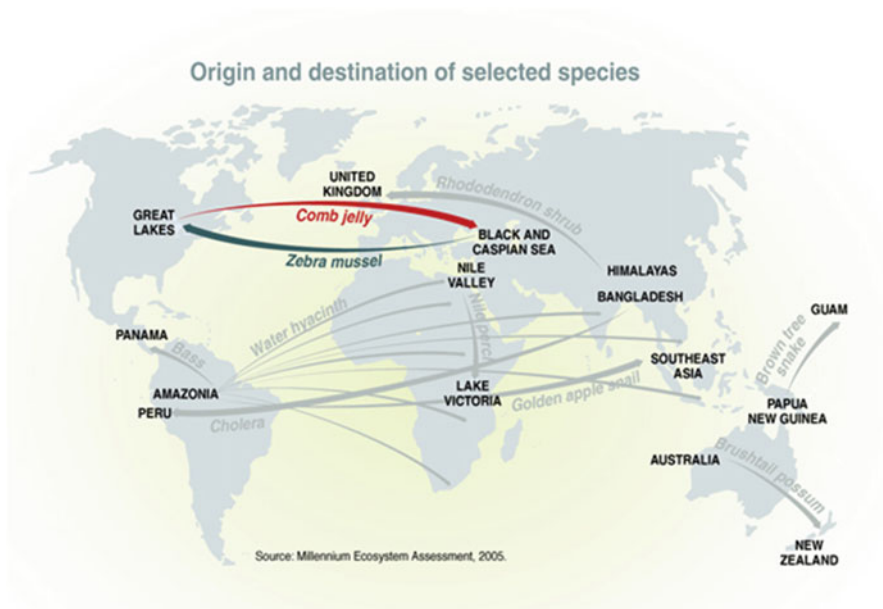 Origin and destination of selected species
UNITED
KINGDOM
Rhododendron shrub
GREAT
LAKES
Comb jelly
BLACK AND
CASPIAN SEA
Zebra mussel
NILE
VALLEY
HIMALAYAS
BANGLADESH
GUAM
Water hyacinth
Nile perch
PANAMA
Bass
Brown tree
snake
SOUTHEAST
ASIA
AMAZONIA
LAKE
VICTORIA
Golden apple snail
PERU
Cholera
PAPUA
NEW GUINEA
AUSTRALIA
Brushtail possum
NEW
ZEALAND
Source: Millennium Ecosystem Assessment, 2005.